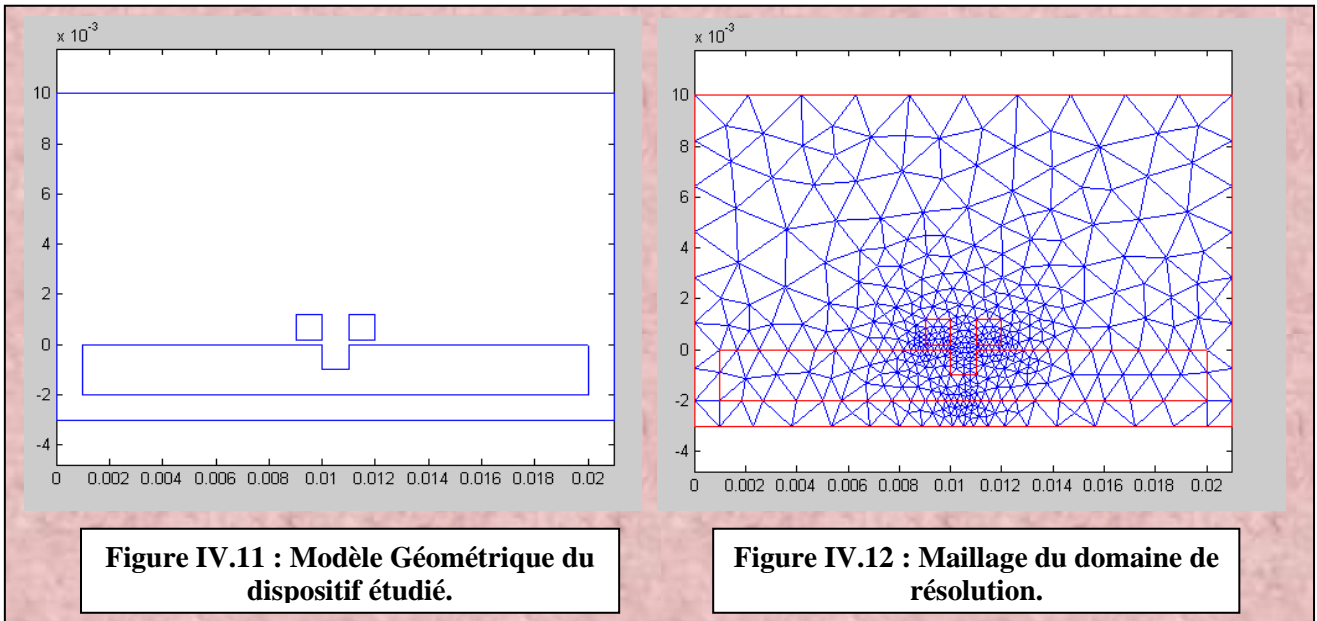 x 10-3
10
8
6
4
2
0
-2
-4
0 0.002 0.004 0.006 0.008 0.01 0.012 0.014 0.016 0.018 0.02
Figure IV.11 : Modèle Géométrique du
dispositif étudié.
x 10-3
10
8
6
4
2
0
-2
-4
0 0.002 0.004 0.006 0.008 0.01 0.012 0.014 0.016 0.018 0.02
Figure IV.12 : Maillage du domaine de
résolution.